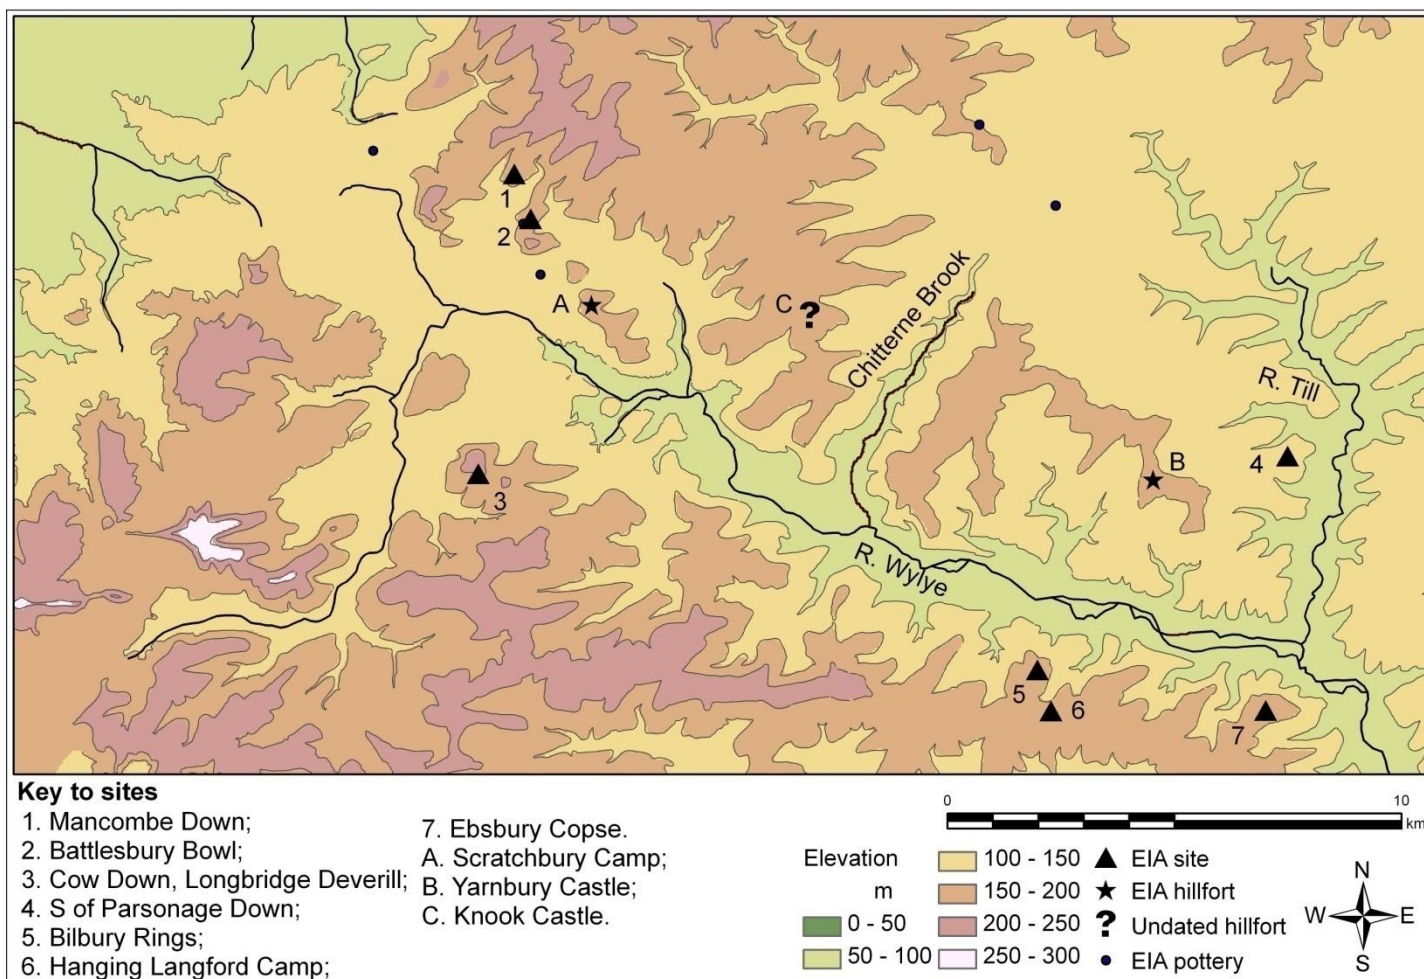 1
2
A
C
Chitterne Brook
R. Till
3
B
4
R. Wylye
5
6
7
Key to sites
1. Mancombe Down;
2. Battlesbury Bowl;
3. Cow Down, Longbridge Deverill;
4. S of Parsonage Down;
5. Bilbury Rings;
6. Hanging Langford Camp;
7. Ebsbury Copse.
A. Scratchbury Camp;
B. Yarnbury Castle;
C. Knook Castle.
0 10
km
Elevation
m
0 - 50
50 - 100
100 - 150
150 - 200
200 - 250
250 - 300
EIA site
EIA hillfort
? Undated hillfort
EIA pottery
N
W E
S